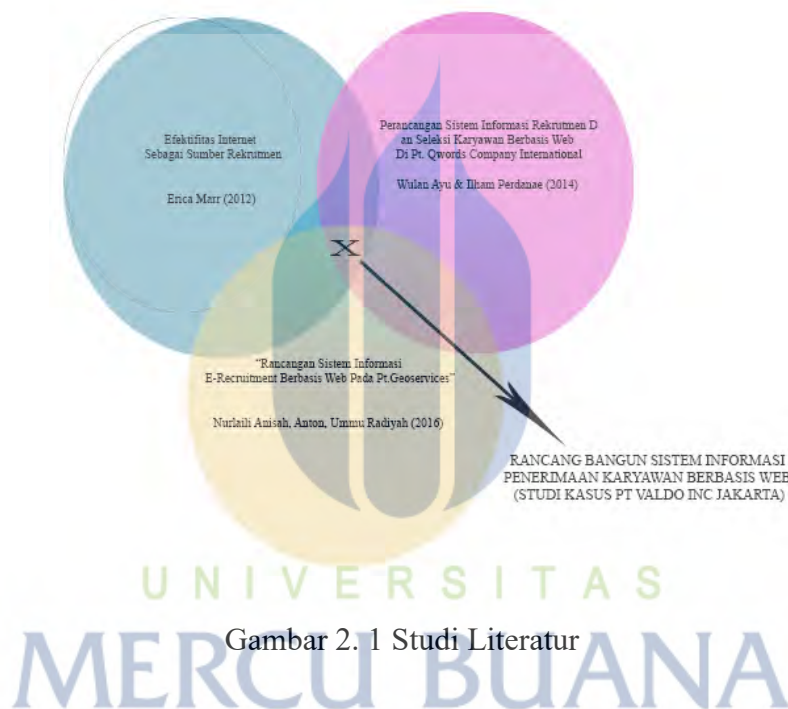 Efektifitas Internet
Sebagai Sumber Rekrutmen
Erica Marr (2012)
Perancangan Sistem Informasi Rekrutmen D
an Seleksi Karyawan Berbasis Web
Di Pt. Qwords Company International
Wulan Ayu & Ilham Perdanae (2014)
X
“Rancangan Sistem Informasi
E-Recruitment Berbasis Web Pada Pt.Geoservices”
Nurlaili Anisah, Anton, Ummu Radiyah (2016)
RANCANG BANGUN SISTEM INFORMASI
PENERIMAAN KARYAWAN BERBASIS WEB
(STUDI KASUS PT VALDO INC JAKARTA)
UNIVERSITAS
Gambar 2. 1 Studi Literatur
MERCU BUANA